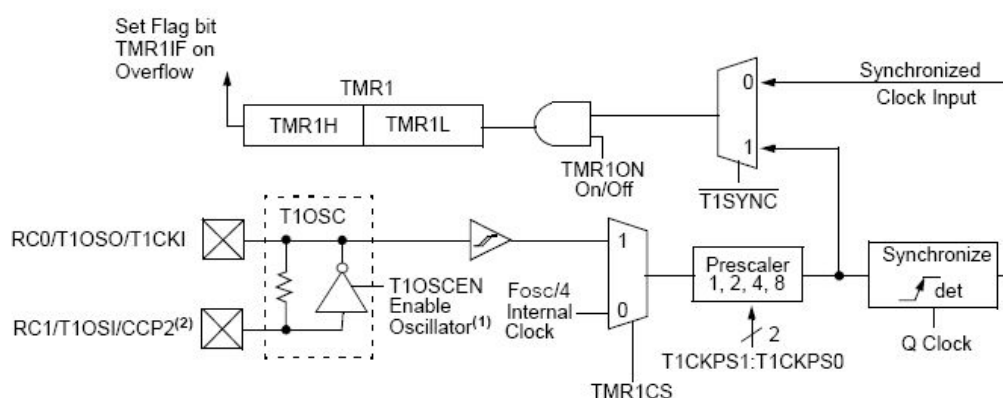 Set Flag bit
TMR1IF on
Overflow
TMR1
TMR1H
TMR1L
TMR1ON
On/Off
0
1
T1SYNC
Synchronized
Clock Input
T1OSC
RC0/T1OSO/T1CKI
RC1/T1OSI/CCP2(2)
T1OSCEN
Enable
Oscillator(1)
FOSC/4
Internal
Clock
1
0
TMR1CS
Prescaler
1, 2, 4, 8
2
T1CKPS1:T1CKPS0
Synchronize
det
Q Clock